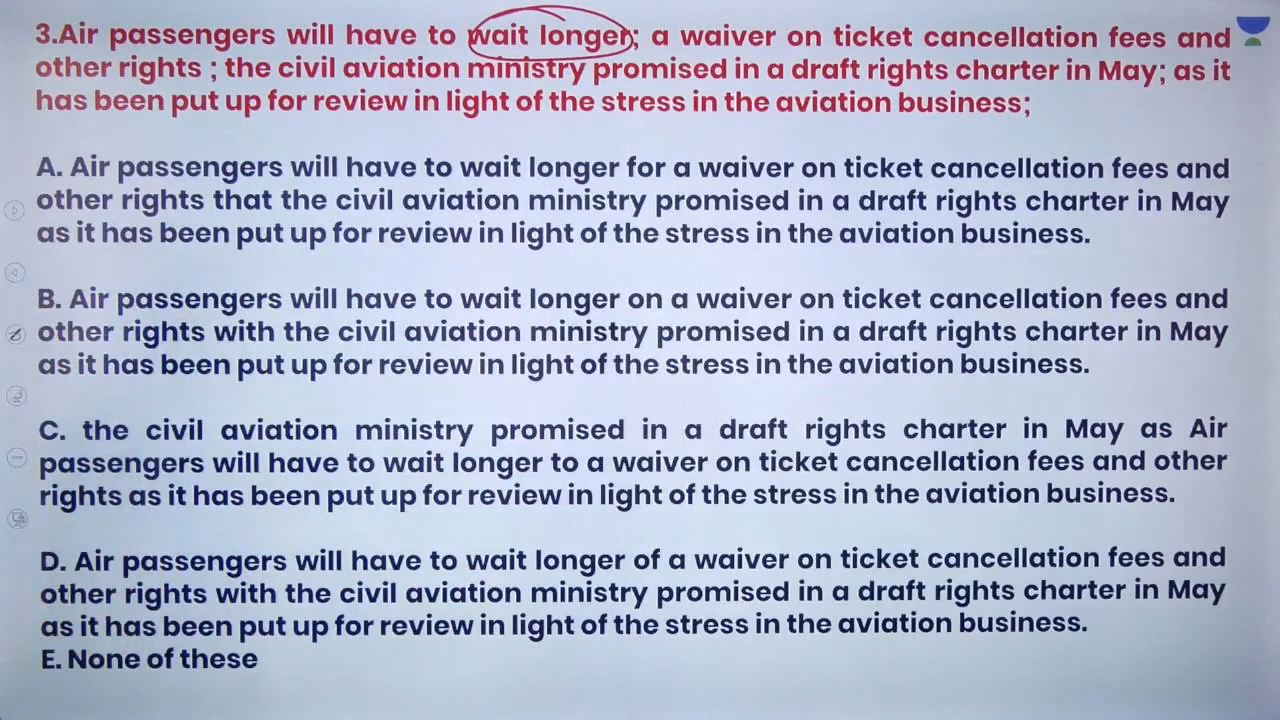 3.Air passengers will have to wait longer; a waiver on ticket cancellation fees and
other rights ; the civil aviation ministry promised in a draft rights charter in May; as it
has been put up for review in light of the stress in the aviation business;
A. Air passengers will have to wait longer for a waiver on ticket cancellation fees and
other rights that the civil aviation ministry promised in a draft rights charter in May
as it has been put up for review in light of the stress in the aviation business.
B. Air passengers will have to wait longer on a waiver on ticket cancellation fees and
other rights with the civil aviation ministry promised in a draft rights charter in May
as it has been put up for review in light of the stress in the aviation business.
C. the civil aviation ministry promised in a draft rights charter in May as Air
passengers will have to wait longer to a waiver on ticket cancellation fees and other
rights as it has been put up for review in light of the stress in the aviation business.
D. Air passengers will have to wait longer of a waiver on ticket cancellation fees and
other rights with the civil aviation ministry promised in a draft rights charter in May
as it has been put up for review in light of the stress in the aviation business.
E. None of these